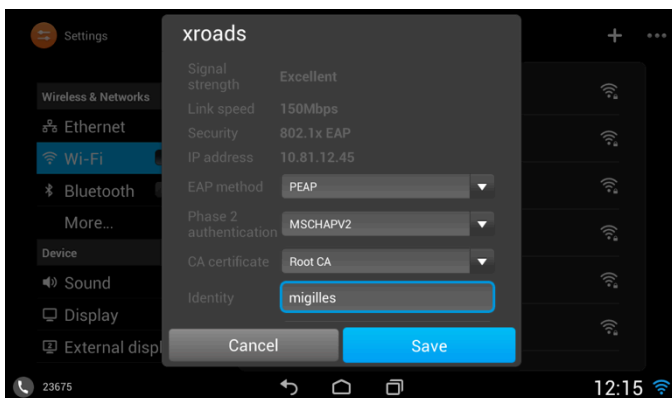 Settings
xroads
Wireless & Networks
Ethernet
Wi-Fi
Bluetooth
More...
Device
Sound
Display
External displ
Signal strength Excellent
Link speed 150Mbps
Security 802.1x EAP
IP address 10.81.12.45
EAP method PEAP
Phase 2 authentication MSCHAPV2
CA certificate Root CA
Identity migilles
Cancel Save
23675 12:15